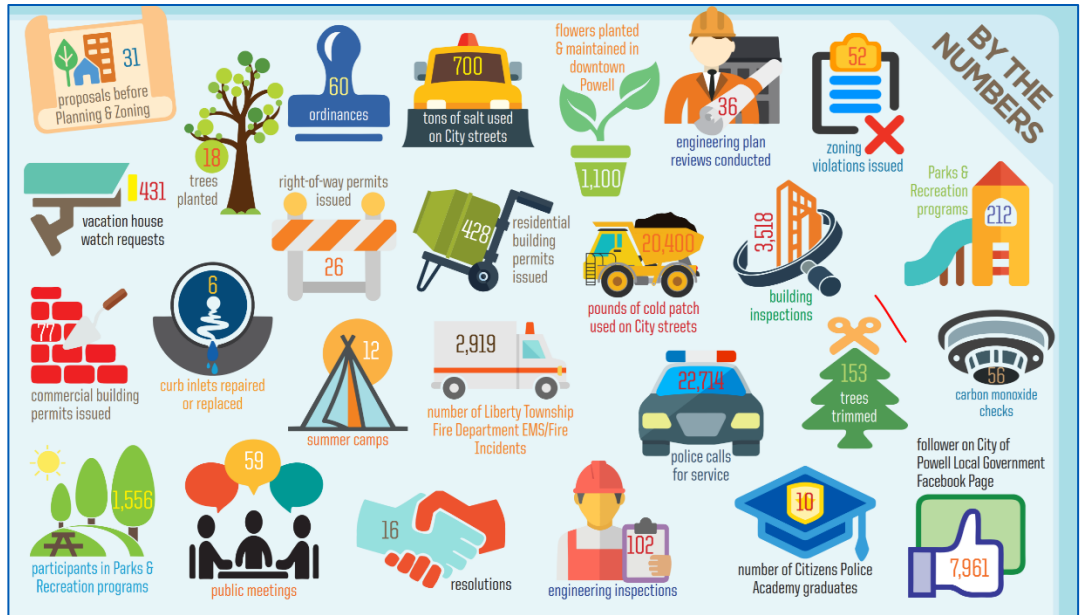 31
proposals before
Planning & Zoning
18
trees
planted
60
ordinances
700
tons of salt used
on City streets
flowers planted
& maintained in
downtown
Powell
1,100
36
engineering plan
reviews conducted
52
zoning
violations issued
BY THE
NUMBERS
431
vacation house
watch requests
right-of-way permits
issued
26
428
residential
building
permits
issued
20,400
pounds of cold patch
used on City streets
3,518
building
inspections
Parks &
Recreation
programs
212
77
commercial building
permits issued
6
curb inlets repaired
or replaced
12
summer camps
2,919
number of Liberty Township
Fire Department EMS/Fire
Incidents
22,714
police calls
for service
153
trees
trimmed
56
carbon monoxide
checks
1,556
participants in Parks &
Recreation programs
59
public meetings
16
resolutions
102
engineering inspections
10
number of Citizens Police
Academy graduates
follower on City of
Powell Local Government
Facebook Page
7,961